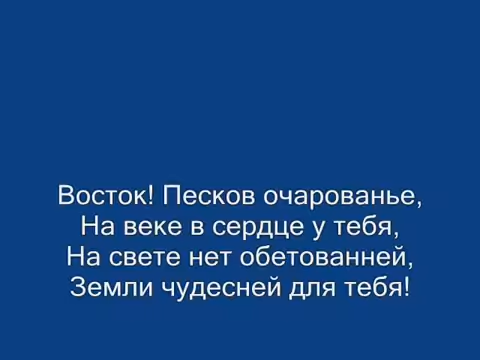 Восток! Песков очарованье,
На веке в сердце у тебя,
На свете нет обетованней,
Земли чудесней для тебя!